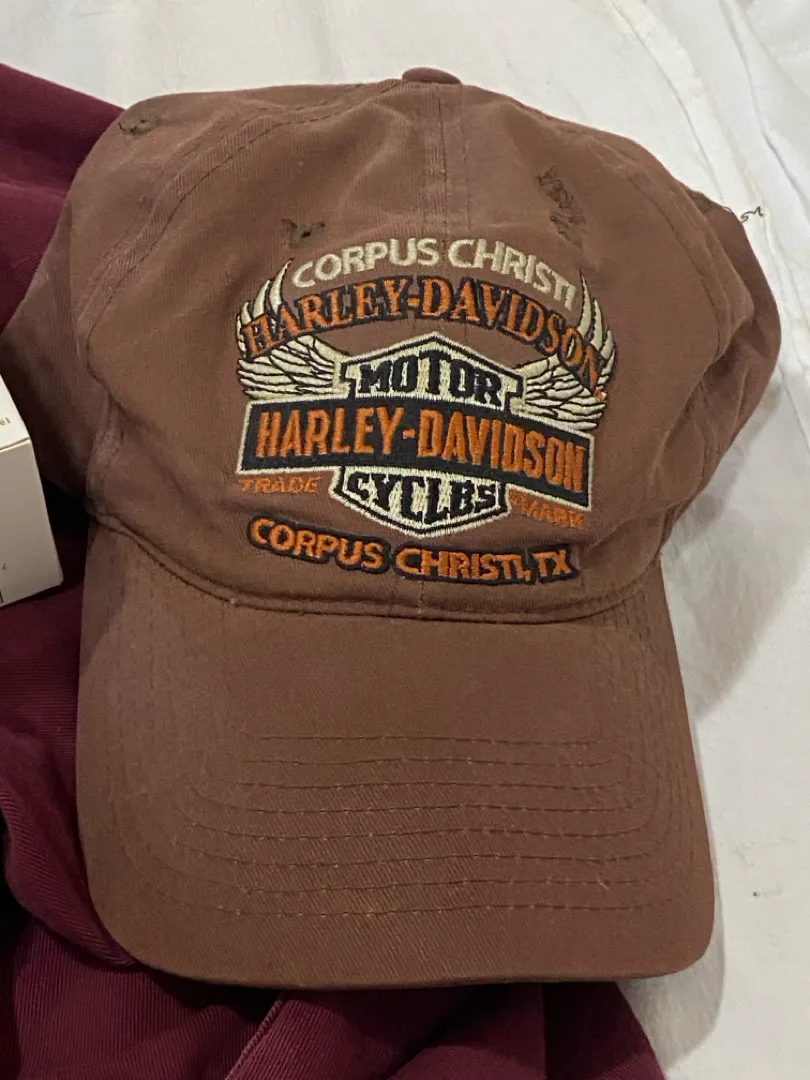 CORPUS CHRISTI
HARLEY-DAVIDSON
MOTOR
HARLEY-DAVIDSON
TRADE MARK
CYCLES
CORPUS CHRISTI, TX